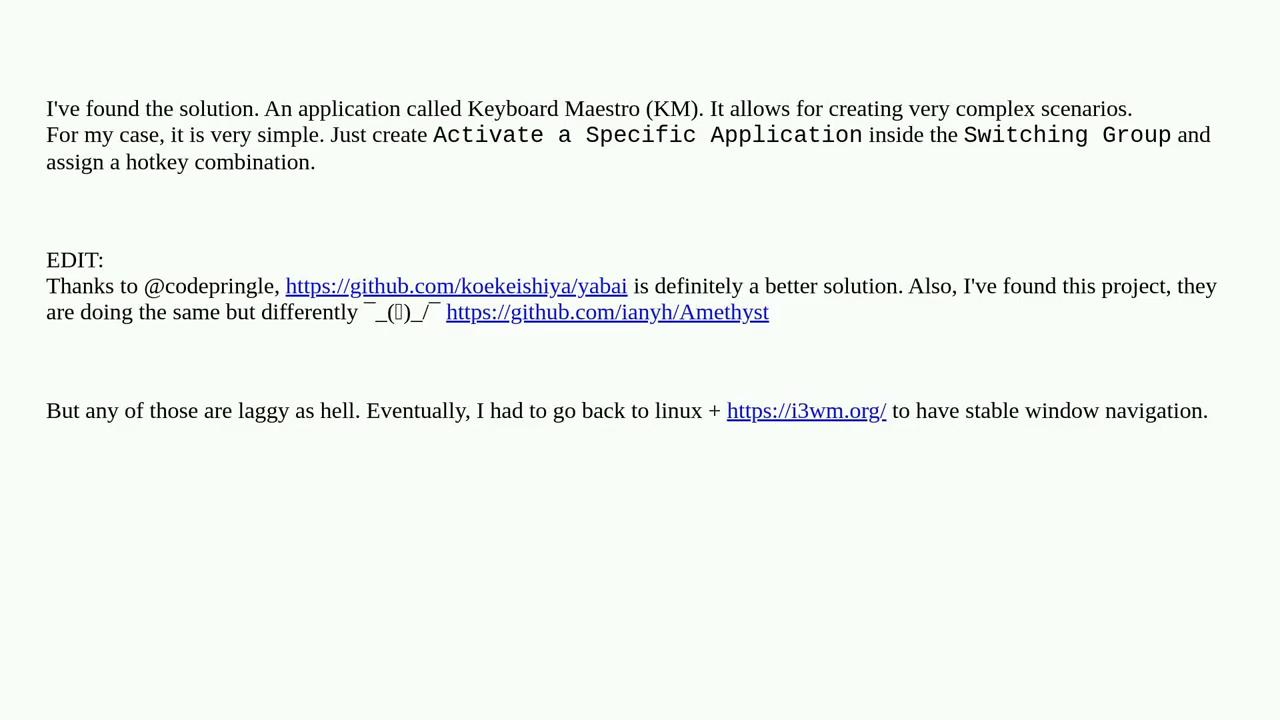 I've found the solution. An application called Keyboard Maestro (KM). It allows for creating very complex scenarios.
For my case, it is very simple. Just create Activate a Specific Application inside the Switching Group and
assign a hotkey combination.
EDIT:
Thanks to @codepringle, https://github.com/koekeishiya/yabai is definitely a better solution. Also, I've found this project, they
are doing the same but differently ¯_(▯)_/¯ https://github.com/ianyh/Amethyst
But any of those are laggy as hell. Eventually, I had to go back to linux + https://i3wm.org/ to have stable window navigation.